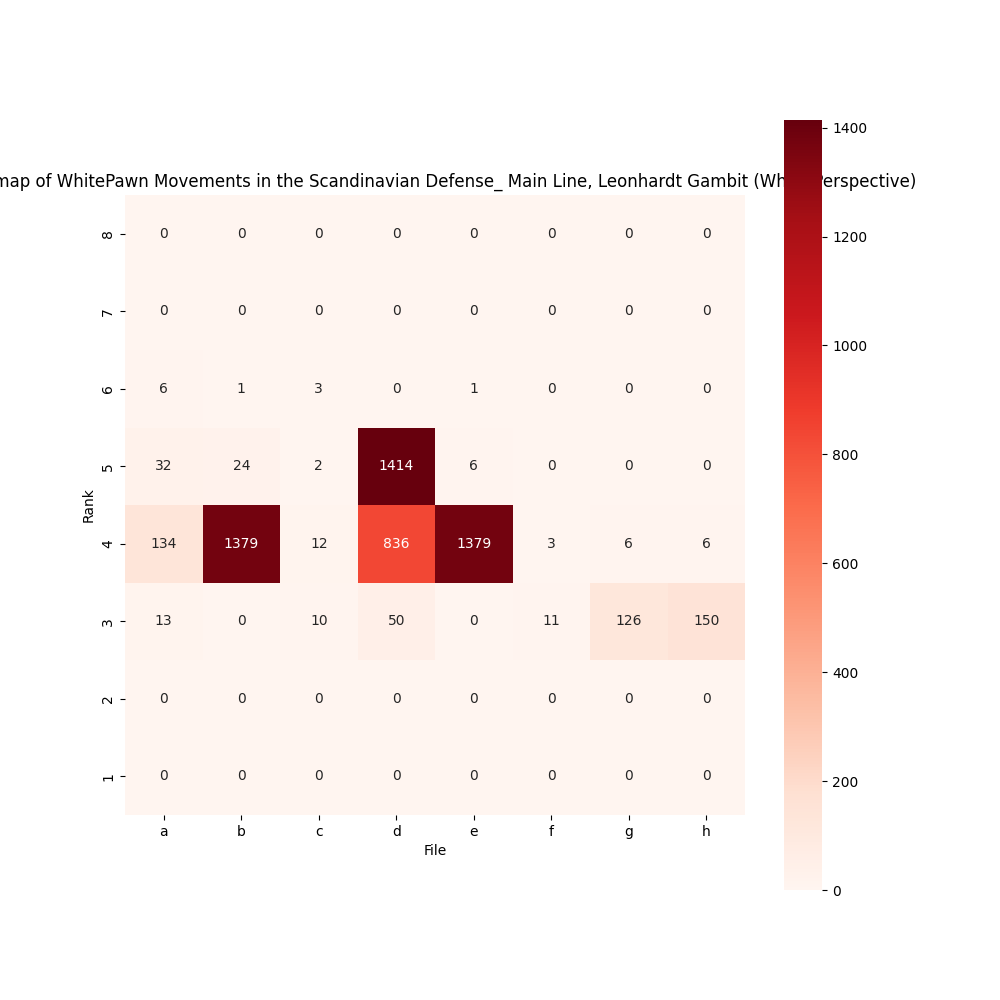 1400
map of WhitePawn Movements in the Scandinavian Defense_ Main Line, Leonhardt Gambit (Wh Perspective)
8 0 0 0 0 0 0 0 0
1200
7 0 0 0 0 0 0 0 0
1000
6 6 1 3 0 1 0 0 0
800
5 32 24 2 1414 6 0 0 0
Rank
600
4 134 1379 12 836 1379 3 6 6
400
3 13 0 10 50 0 11 126 150
2 0 0 0 0 0 0 0 0
200
1 0 0 0 0 0 0 0 0
a b c d e f g h
File
0